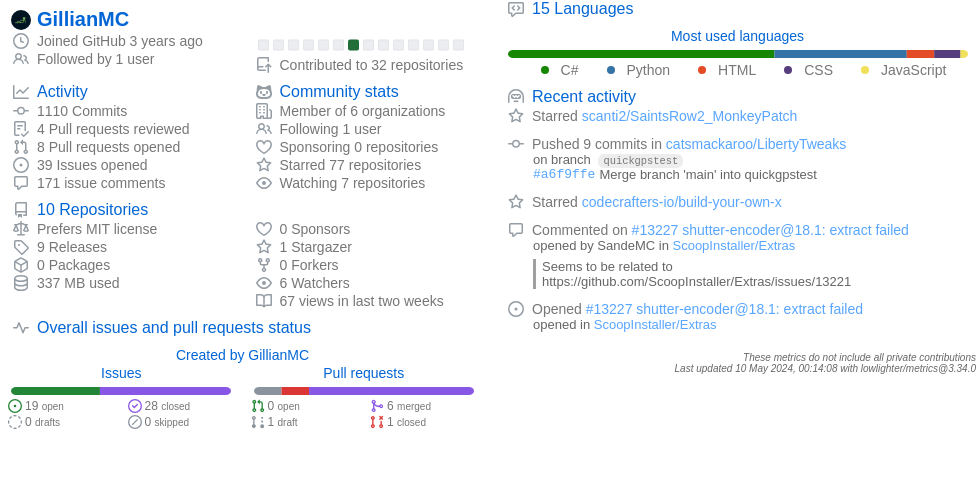 GillianMC
Joined GitHub 3 years ago
Followed by 1 user
Contributed to 32 repositories
Activity
1110 Commits
4 Pull requests reviewed
8 Pull requests opened
39 Issues opened
171 issue comments
Community stats
Member of 6 organizations
Following 1 user
Sponsoring 0 repositories
Starred 77 repositories
Watching 7 repositories
10 Repositories
Prefers MIT license
9 Releases
0 Packages
337 MB used
0 Sponsors
1 Stargazer
0 Forkers
6 Watchers
67 views in last two weeks
Overall issues and pull requests status
Created by GillianMC
Issues
19 open
28 closed
0 drafts
0 skipped
Pull requests
0 open
6 merged
1 draft
1 closed
15 Languages
Most used languages
C# Python HTML CSS JavaScript
Recent activity
Starred scanti2/SaintsRow2_MonkeyPatch
Pushed 9 commits in catsmackaroo/LibertyTweaks
on branch quickgpstest
#a6f9ffe Merge branch 'main' into quickgpstest
Starred codecrafters-io/build-your-own-x
Commented on #13227 shutter-encoder@18.1: extract failed
opened by SandeMC in ScoopInstaller/Extras
Seems to be related to
https://github.com/ScoopInstaller/Extras/issues/13221
Opened #13227 shutter-encoder@18.1: extract failed
opened in ScoopInstaller/Extras
These metrics do not include all private contributions
Last updated 10 May 2024, 00:14:08 with lowlighter/metrics@3.34.0